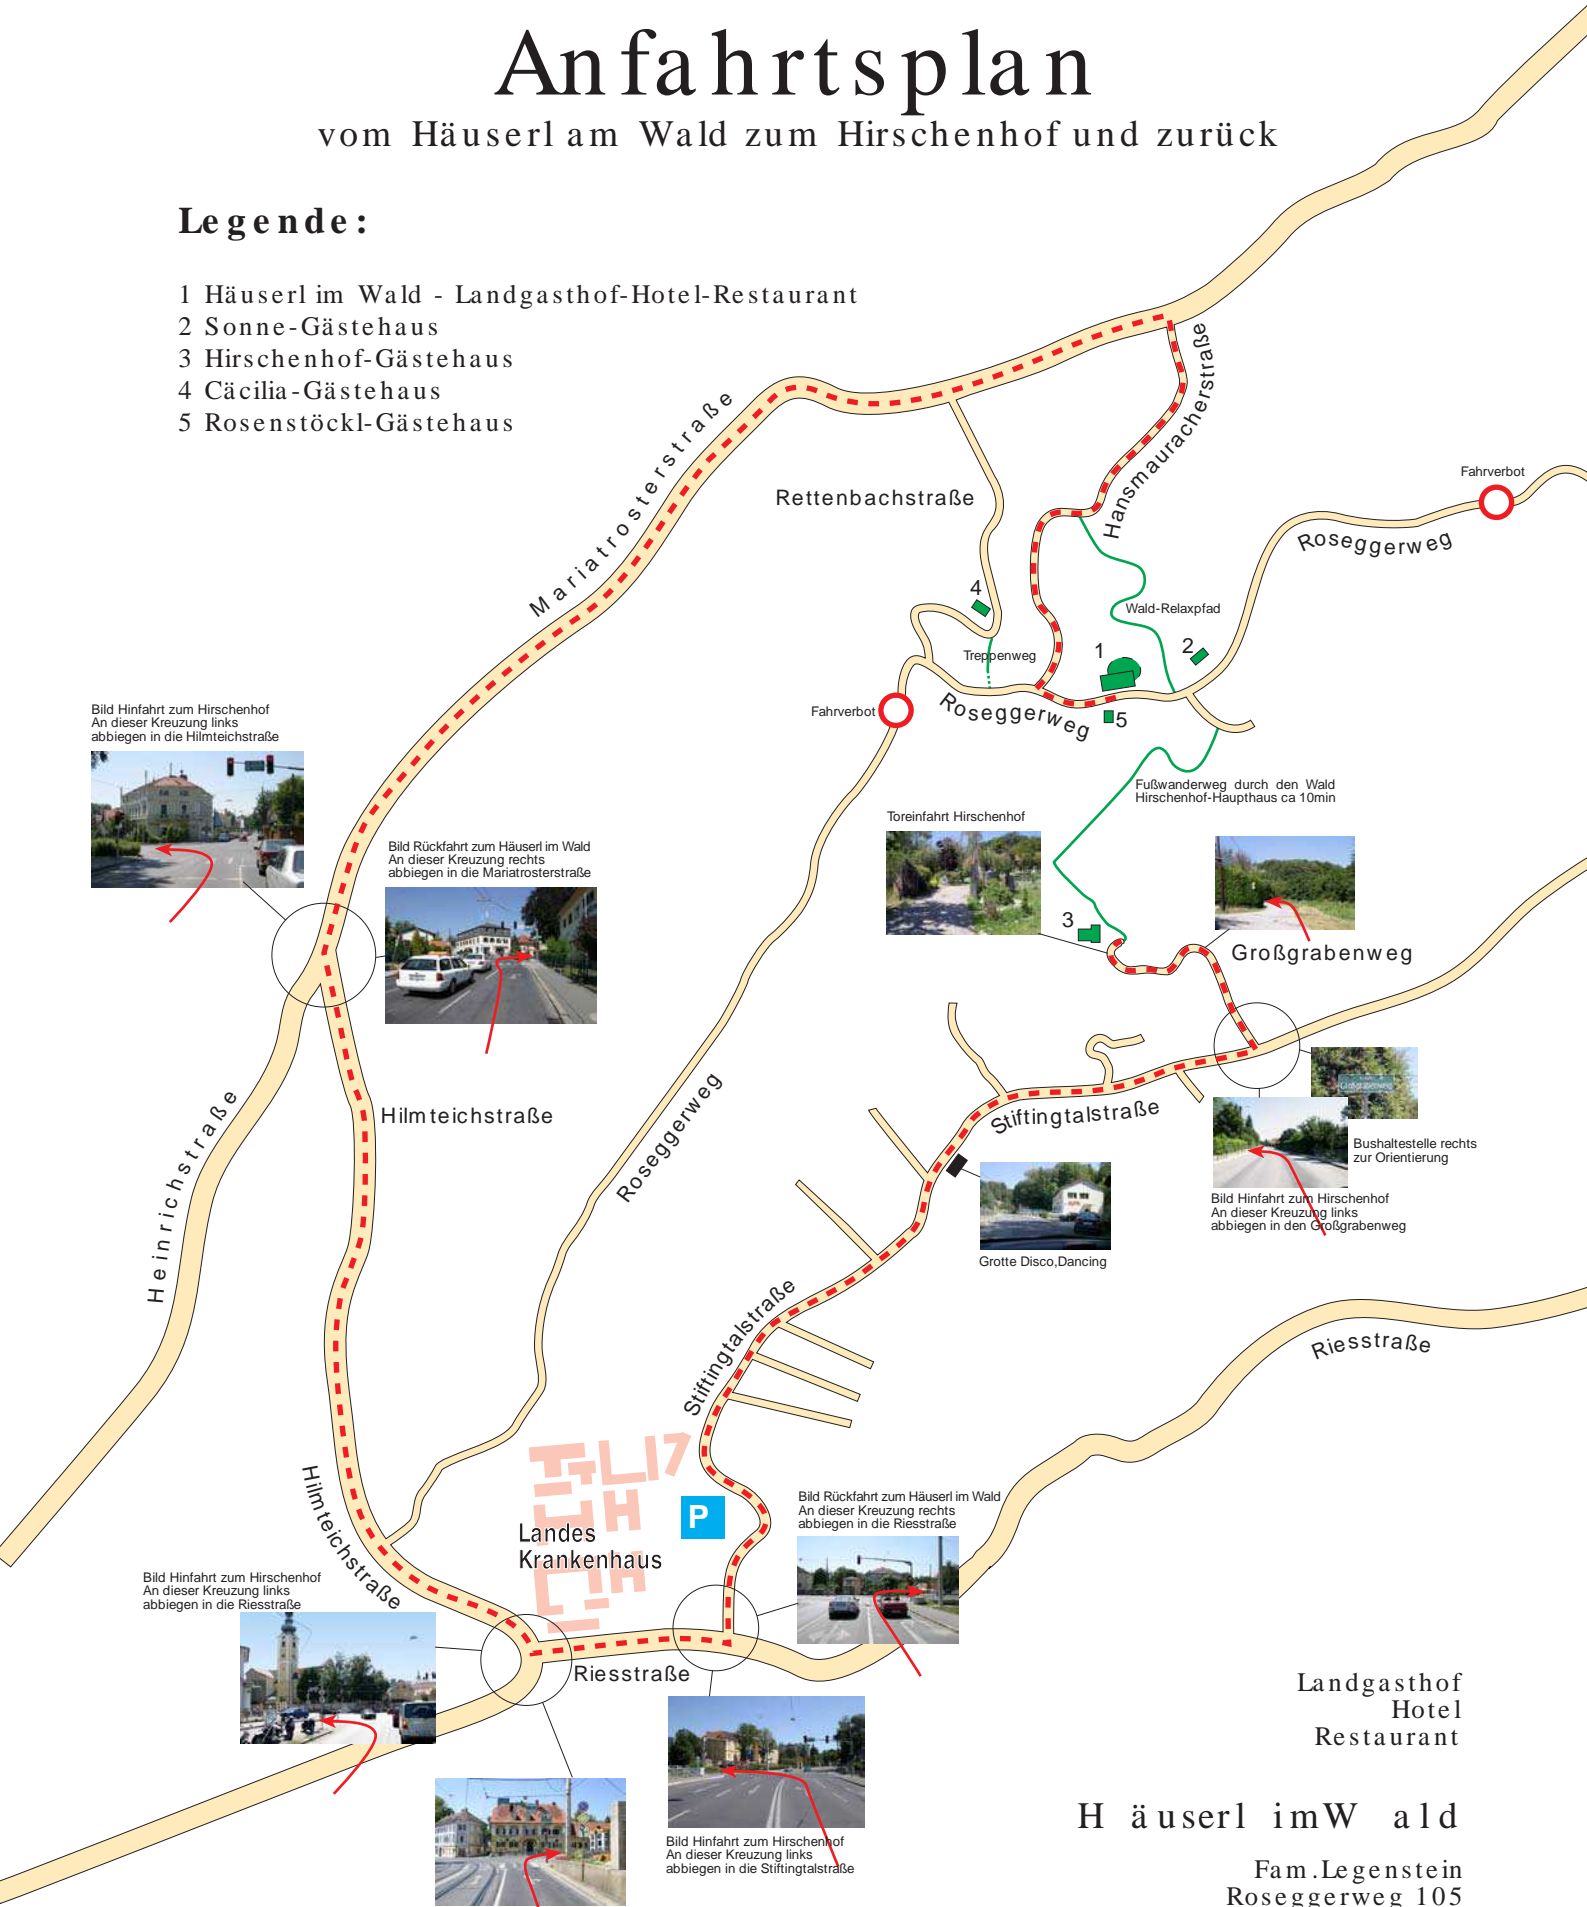 Anfahrtsplan
vom Häuserl am Wald zum Hirschenhof und zurück
Legende:
1 Häuserl im Wald - Landgasthof-Hotel-Restaurant
2 Sonne-Gästehaus
3 Hirschenhof-Gästehaus
4 Cäcilia-Gästehaus
5 Rosenstöckl-Gästehaus
Mariatrosterstraße
Hansmauracherstraße
Rettenbachstraße
Fahrverbot
Roseggerweg
4
Wald-Relaxpfad
Treppenweg
1
2
Fahrverbot
Roseggerweg
5
Bild Hinfahrt zum Hirschenhof
An dieser Kreuzung links
abbiegen in die Hilmteichstraße
Fußwanderweg durch den Wald
Hirschenhof-Haupthaus ca 10min
Toreinfahrt Hirschenhof
Bild Rückfahrt zum Häuserl im Wald
An dieser Kreuzung rechts
abbiegen in die Mariatrosterstraße
3
Großgrabenweg
Heinrichstraße
Hilmteichstraße
Roseggerweg
Stiftingtalstraße
Großgrabenweg
Bushaltestelle rechts
zur Orientierung
Bild Hinfahrt zum Hirschenhof
An dieser Kreuzung links
abbiegen in den Großgrabenweg
Grotte Disco,Dancing
Stiftingtalstraße
Riesstraße
Hilmteichstraße
P
Landes
Krankenhaus
Bild Rückfahrt zum Häuserl im Wald
An dieser Kreuzung rechts
abbiegen in die Riesstraße
Bild Hinfahrt zum Hirschenhof
An dieser Kreuzung links
abbiegen in die Riesstraße
Riesstraße
Bild Hinfahrt zum Hirschenhof
An dieser Kreuzung links
abbiegen in die Stiftingtalstraße
Landgasthof
Hotel
Restaurant
Häuserl imWald
Fam.Legenstein
Roseggerweg 105